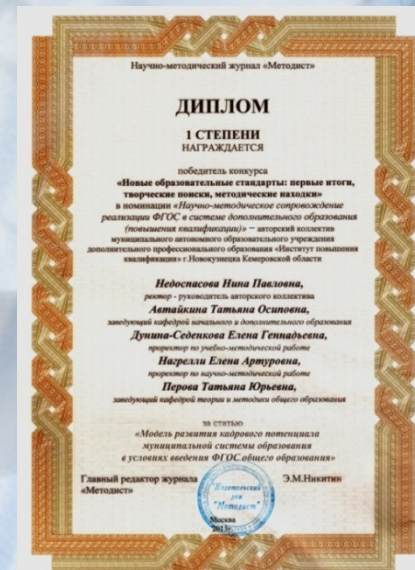 Научно-методический журнал «Методист»
ДИПЛОМ
1 СТЕПЕНИ
НАГРАЖДАЕТСЯ
победитель конкурса
«Новые образовательные стандарты: первые итоги,
творческие поиски, методические находки»
в номинации «Научно-методическое сопровождение
реализации ФГОС в системе дополнительного образования
(повышения квалификации)» – авторский коллектив
муниципального автономного образовательного учреждения
дополнительного профессионального образования «Институт повышения
квалификации» г.Новокузнецка Кемеровской области
Недоспасова Нина Павловна,
ректор - руководитель авторского коллектива
Автайкина Татьяна Осиповна,
заведующий кафедрой начального и дополнительного образования
Дунина-Седенкова Елена Геннадьевна,
проректор по учебно-методической работе
Нагрелли Елена Артуровна,
проректор по научно-методической работе
Перова Татьяна Юрьевна,
заведующий кафедрой теории и методики общего образования
за статью
«Модель развития кадрового потенциала
муниципальной системы образования
в условиях введения ФГОС общего образования»
Главный редактор журнала Э.М.Никитин
«Методист»
"Издательский
дом
"Методист"
Москва
2013г.